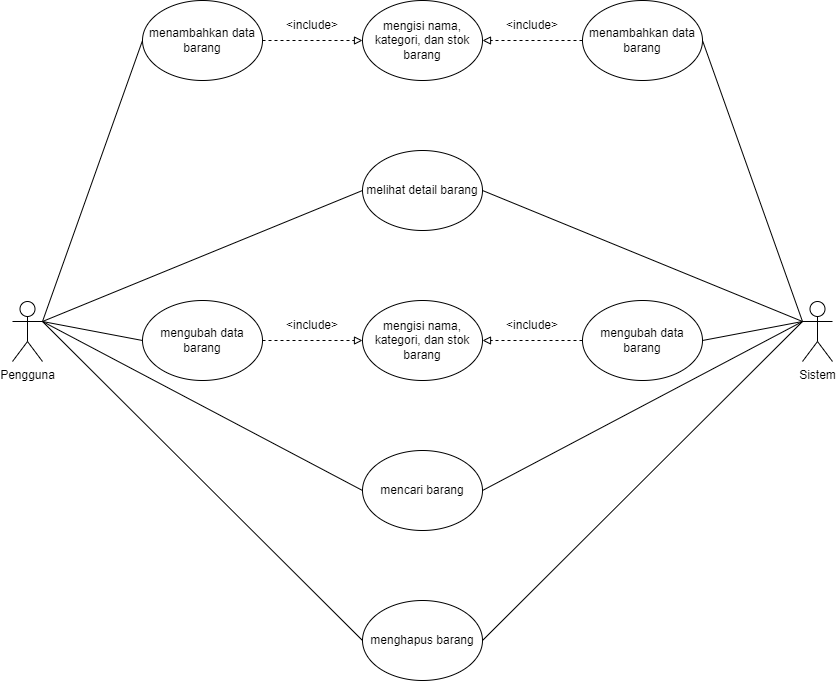 menambahkan data
barang
<include>
mengisi nama,
kategori, dan stok
barang
<include>
menambahkan data
barang
melihat detail barang
mengubah data
barang
<include>
mengisi nama,
kategori, dan stok
barang
<include>
mengubah data
barang
Pengguna
Sistem
mencari barang
menghapus barang